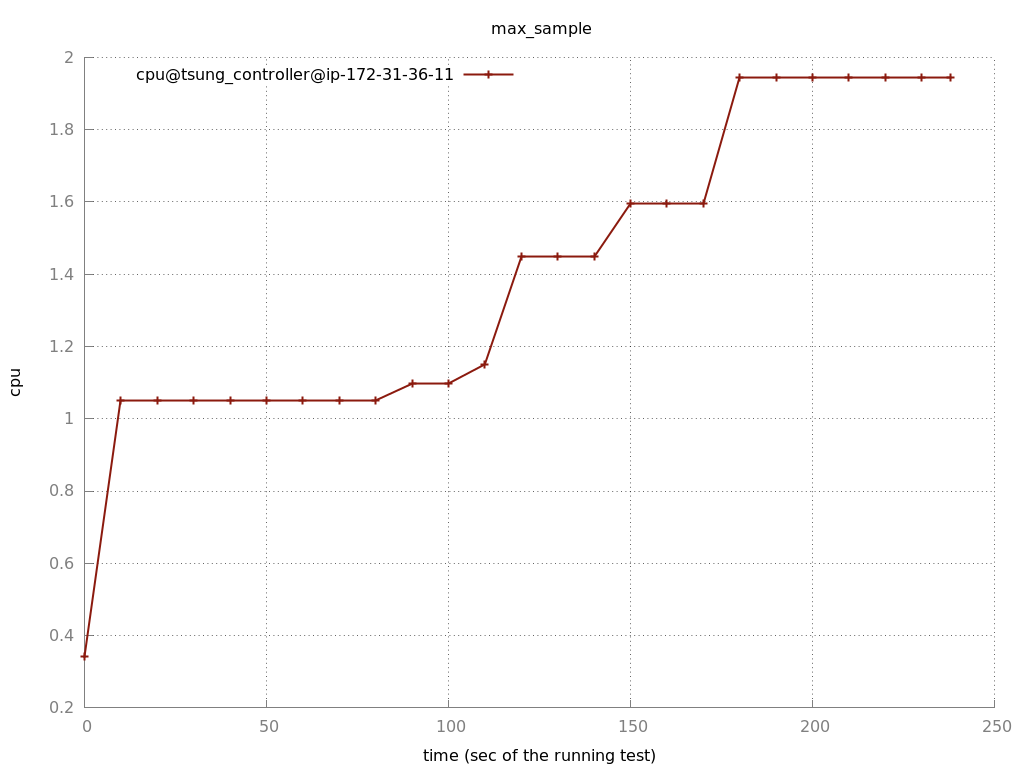 max_sample
cpu@tsung_controller@ip-172-31-36-11
2
1.8
1.6
1.4
1.2
1
0.8
0.6
0.4
0.2
cpu
0 50 100 150 200 250
time (sec of the running test)